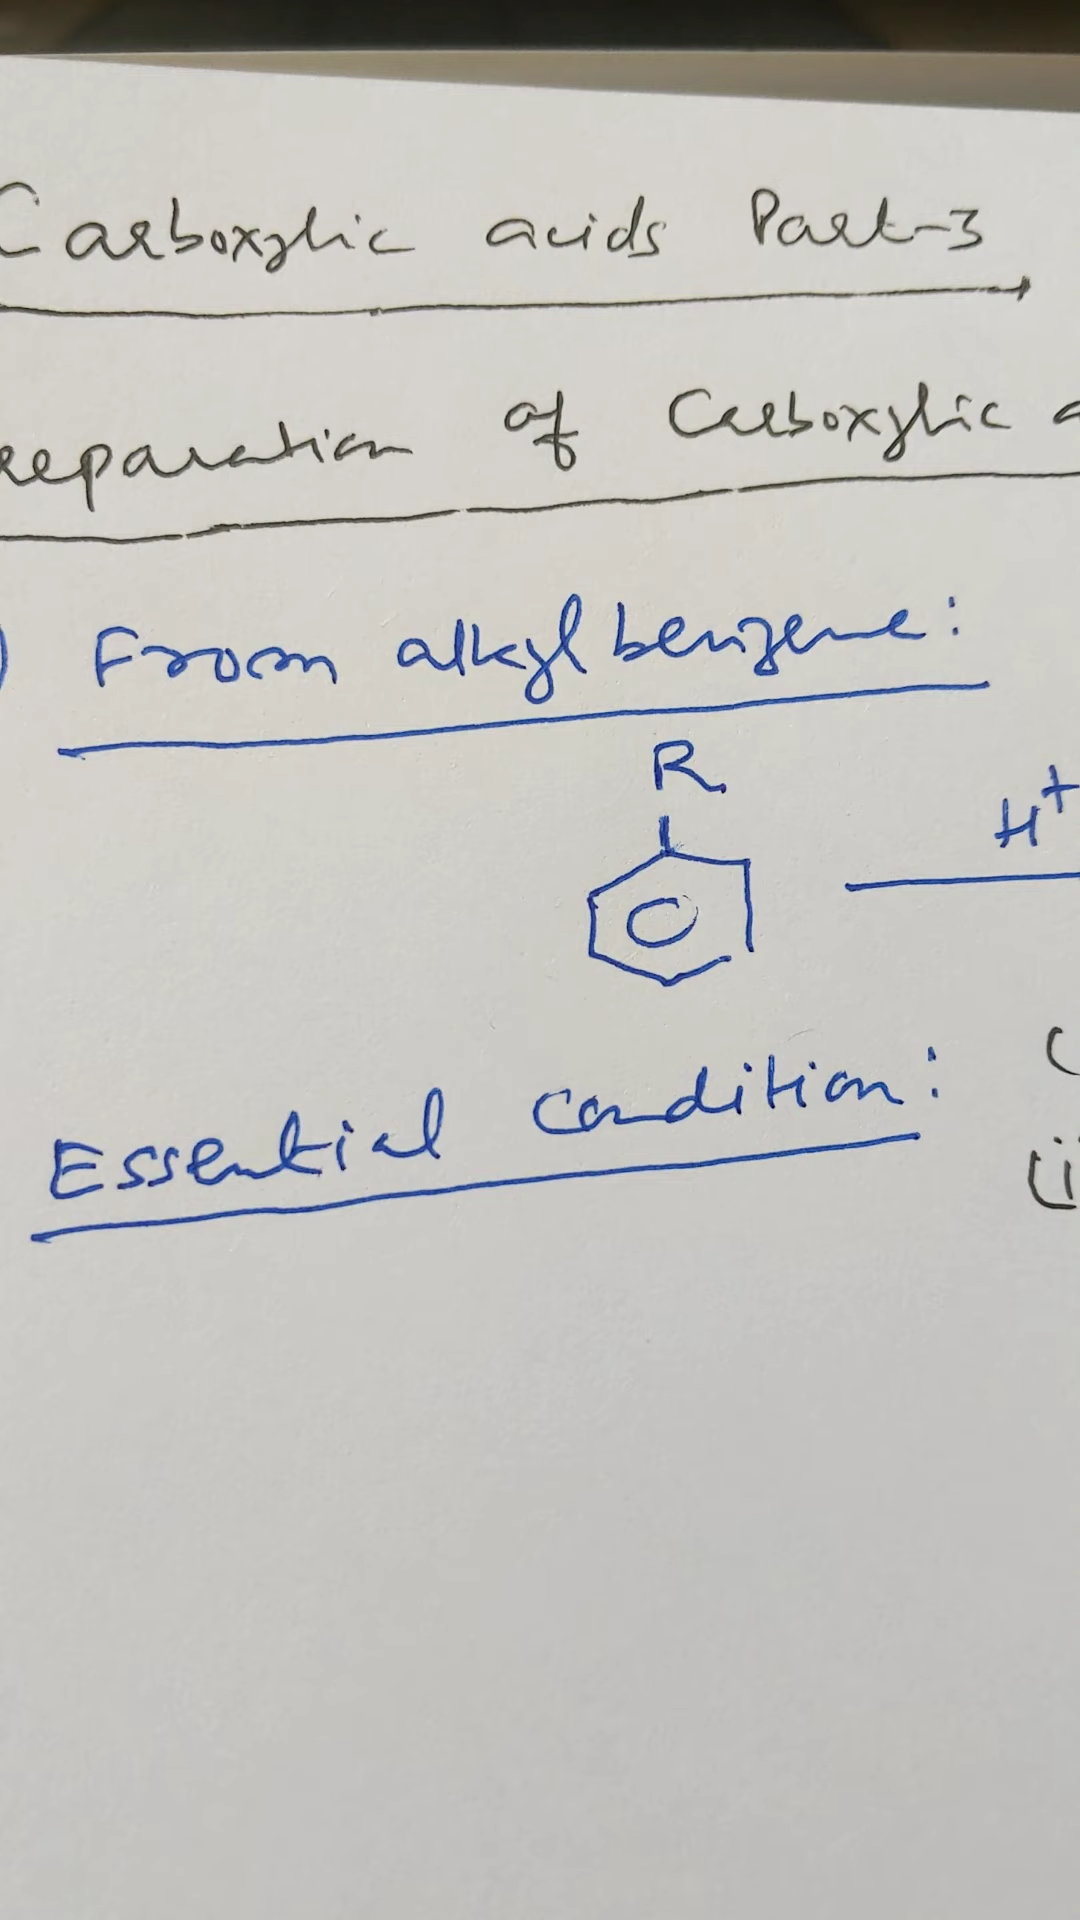 Carboxylic acids Part-3
reparation of Carboxylic a
) From alkyl benzene:
R
H+
Essential condition:
(
(i